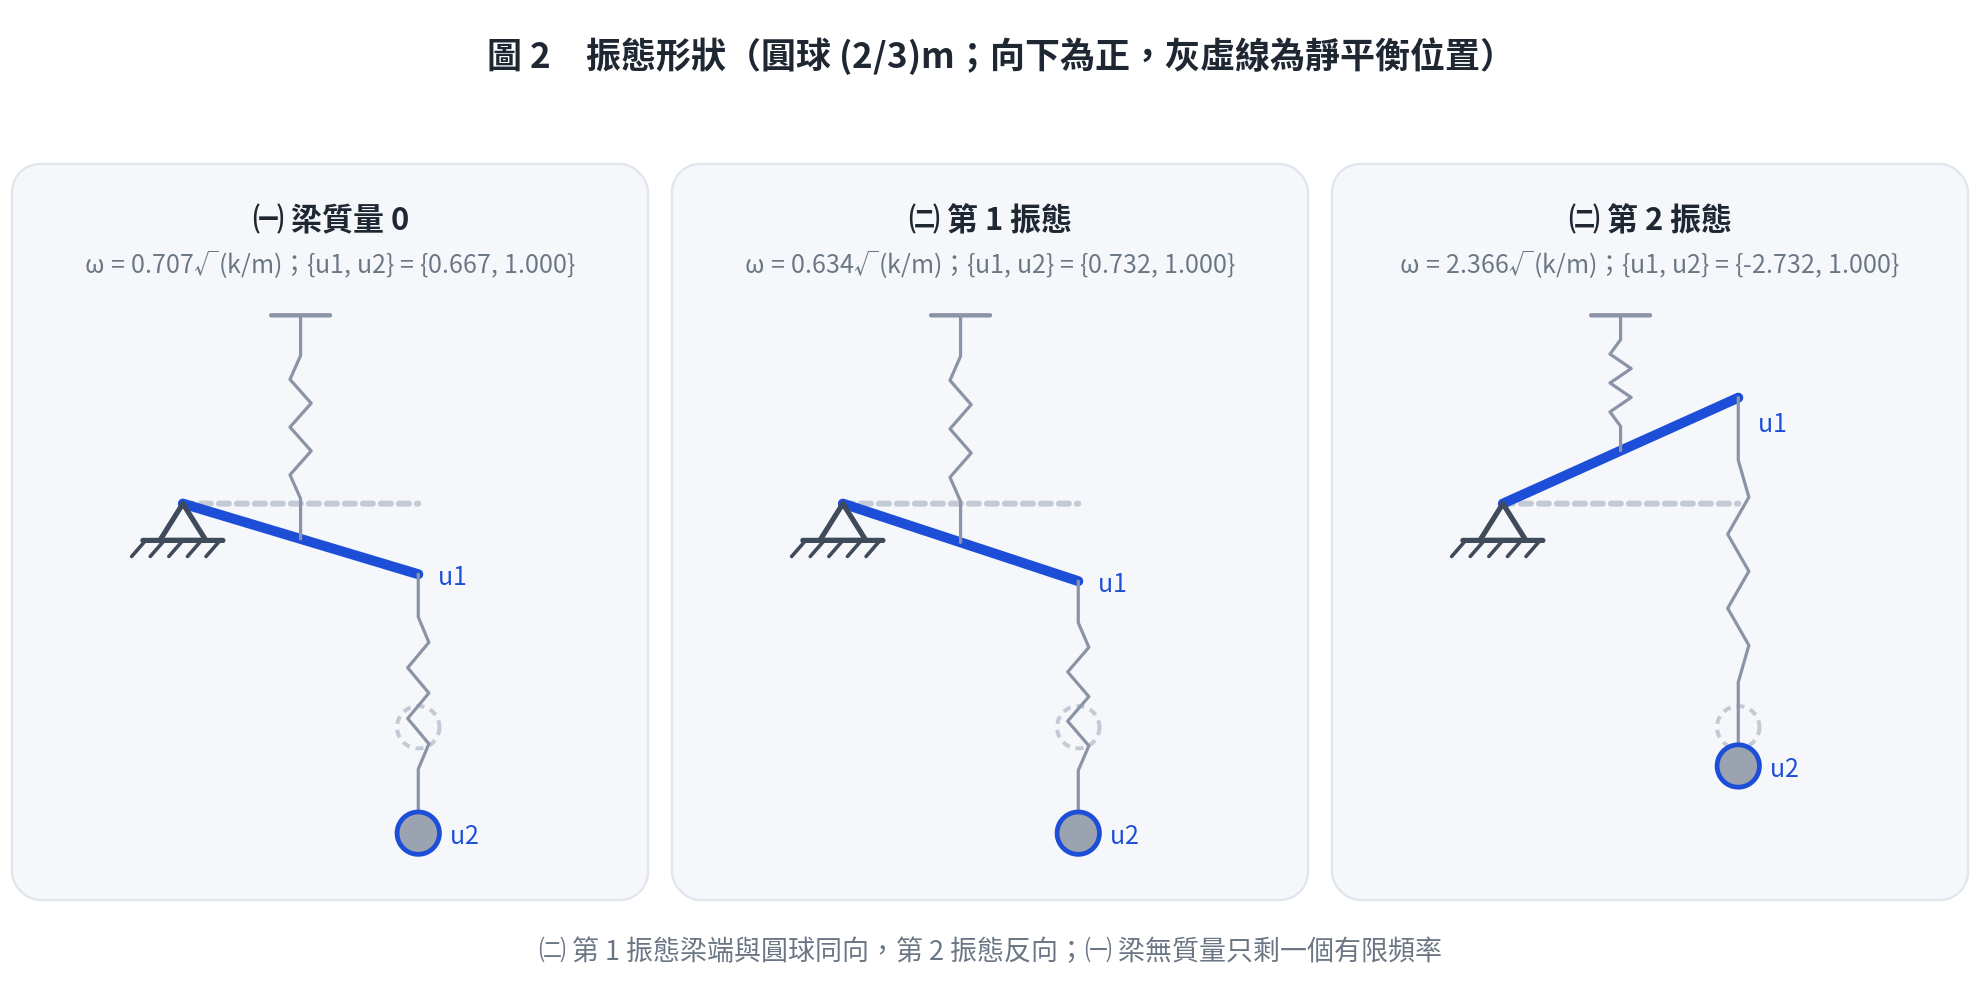 圖 2　振態形狀（圓球 (2/3)m；向下為正，灰虛線為靜平衡位置）
㈠ 梁質量 0
ω = 0.707√(k/m)；{u1, u2} = {0.667, 1.000}
u1
u2
㈡ 第 1 振態
ω = 0.634√(k/m)；{u1, u2} = {0.732, 1.000}
u1
u2
㈡ 第 2 振態
ω = 2.366√(k/m)；{u1, u2} = {-2.732, 1.000}
u1
u2
㈡ 第 1 振態梁端與圓球同向，第 2 振態反向；㈠ 梁無質量只剩一個有限頻率